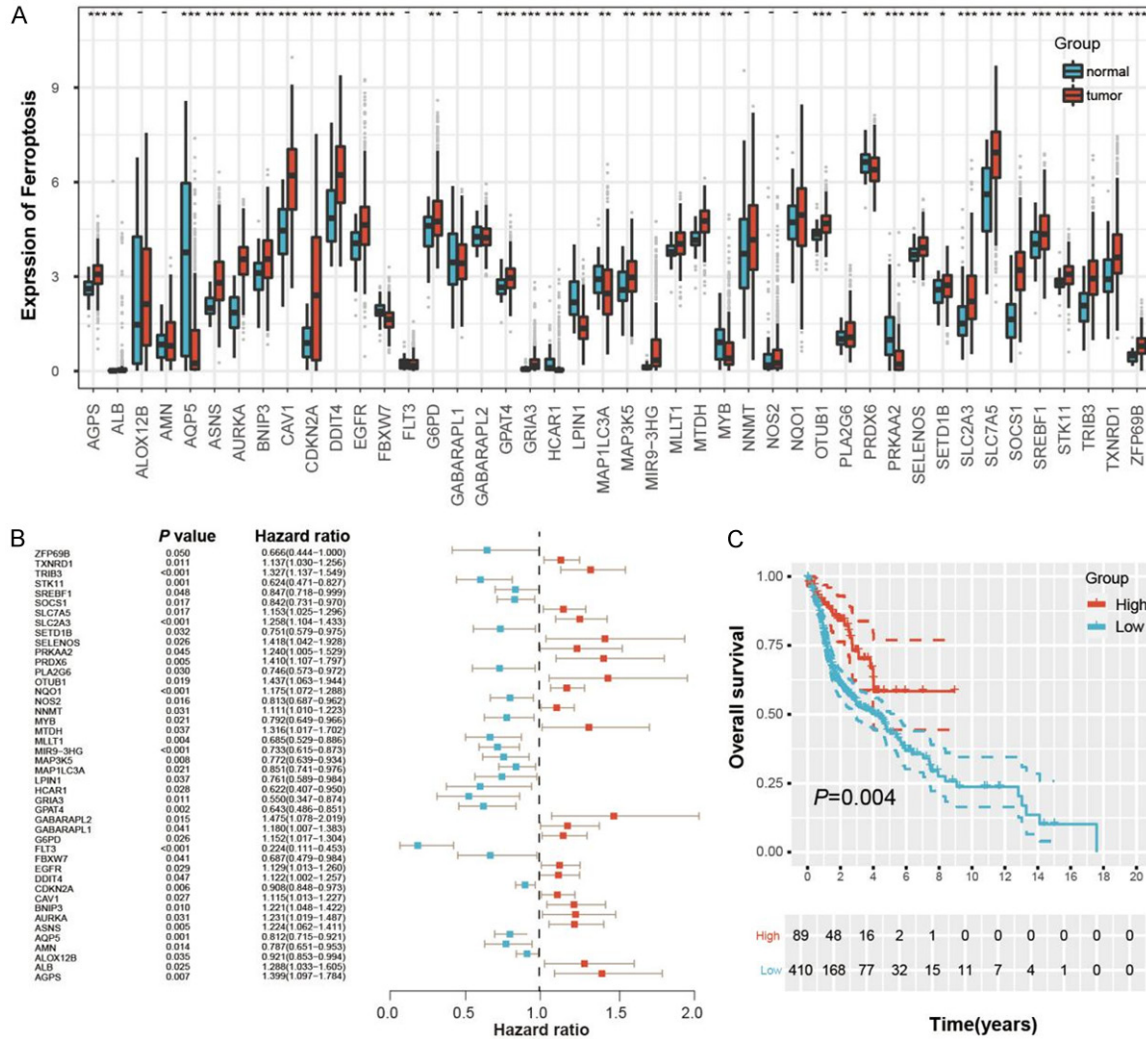 A
*** *** - - *** *** *** *** *** *** *** *** *** - ** - - *** *** *** *** ** ** *** *** *** ** - - - *** - *** *** *** * *** *** *** *** *** *** *** ***
Exprssion of Ferroptosis
9
6
3
0
Group
normal
tumor
AGPS
ALB
ALOX12B
AMN
AQP5
ASNS
AURKA
BNIP3
CAV1
CDKN2A
DDIT4
EGFR
FBXW7
FLT3
G6PD
GABARAPL1
GABARAPL2
GPAT4
GRIA3
HCAR1
LPIN1
MAP1LC3A
MAP3K5
MIR9-3HG
MLLT1
MTDH
MYB
NNMT
NOS2
NQO1
OTUB1
PLA2G6
PRDX6
PRKAA2
SELENOS
SETD1B
SLC2A3
SLC7A5
SOCS1
SREBF1
STK11
TRIB3
TXNRD1
ZFP69B
B
P value Hazard ratio
ZFP69B 0.050 0.666(0.444−1.000)
TXNRD1 0.011 1.137(1.030−1.256)
TRIB3 <0.001 1.327(1.137−1.549)
STK11 0.001 0.624(0.471−0.827)
SREBF1 0.048 0.847(0.718−0.999)
SOCS1 0.017 0.842(0.731−0.970)
SLC7A5 0.017 1.153(1.025−1.296)
SLC2A3 <0.001 1.258(1.104−1.433)
SETD1B 0.032 0.751(0.579−0.975)
SELENOS 0.026 1.418(1.042−1.928)
PRKAA2 0.045 1.240(1.005−1.529)
PRDX6 0.005 1.410(1.107−1.797)
PLA2G6 0.030 0.746(0.573−0.972)
OTUB1 0.019 1.437(1.063−1.944)
NQO1 <0.001 1.175(1.072−1.288)
NOS2 0.016 0.813(0.687−0.962)
NNMT 0.031 1.111(1.010−1.223)
MYB 0.021 0.792(0.649−0.966)
MTDH 0.037 1.316(1.017−1.702)
MLLT1 0.004 0.685(0.529−0.886)
MIR9-3HG <0.001 0.733(0.615−0.873)
MAP3K5 0.008 0.772(0.639−0.934)
MAP1LC3A 0.021 0.851(0.741−0.976)
LPIN1 0.037 0.761(0.589−0.984)
HCAR1 0.028 0.622(0.407−0.950)
GRIA3 0.011 0.550(0.347−0.874)
GPAT4 0.002 0.643(0.486−0.851)
GABARAPL2 0.015 1.475(1.078−2.019)
GABARAPL1 0.041 1.180(1.007−1.383)
G6PD 0.026 1.152(1.017−1.304)
FLT3 <0.001 0.224(0.111−0.453)
FBXW7 0.041 0.687(0.479−0.984)
EGFR 0.029 1.129(1.013−1.260)
DDIT4 0.047 1.122(1.002−1.257)
CDKN2A 0.006 0.908(0.848−0.973)
CAV1 0.027 1.115(1.013−1.227)
BNIP3 0.010 1.221(1.048−1.422)
AURKA 0.031 1.231(1.019−1.487)
ASNS 0.005 1.224(1.062−1.411)
AQP5 0.001 0.812(0.715−0.921)
AMN 0.014 0.787(0.651−0.953)
ALOX12B 0.035 0.921(0.853−0.994)
ALB 0.025 1.288(1.033−1.605)
AGPS 0.007 1.399(1.097−1.784)
0.0 0.5 1.0 1.5 2.0
Hazard ratio
C
Overall survival
1.00
0.75
0.50
0.25
0.00
Group
High
Low
P=0.004
0 2 4 6 8 10 12 14 16 18 20
High 89 48 16 2 1 0 0 0 0 0 0
Low 410 168 77 32 15 11 7 4 1 0 0
Time(years)